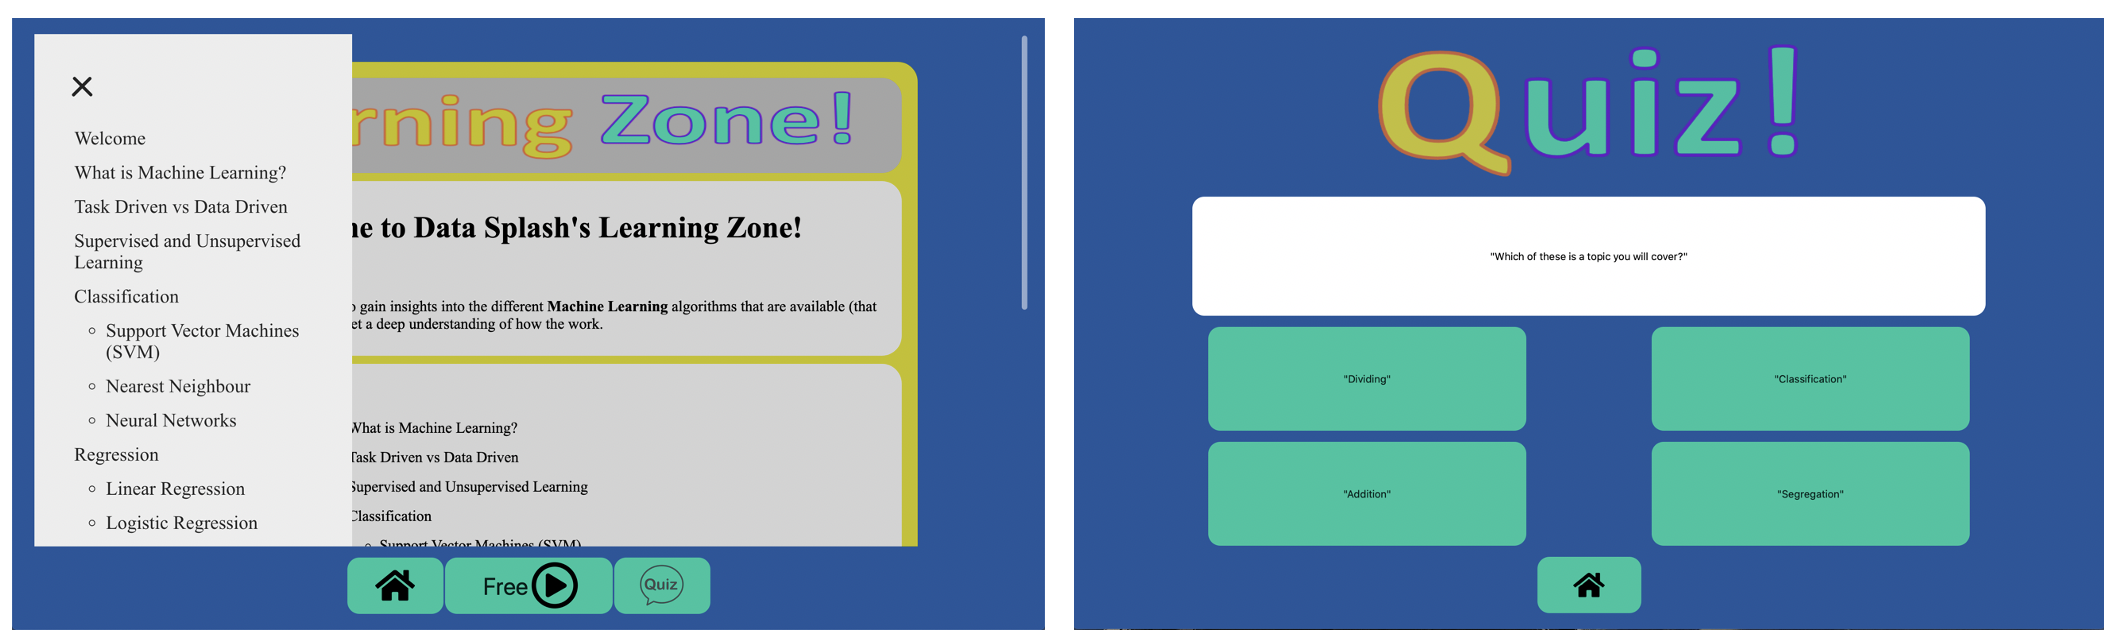 Welcome
What is Machine Learning?
Task Driven vs Data Driven
Supervised and Unsupervised
Learning
Classification
Support Vector Machines
(SVM)
Nearest Neighbour
Neural Networks
Regression
Linear Regression
Logistic Regression
rning Zone!
to Data Splash's Learning Zone!
gain insights into the different Machine Learning algorithms that are available (that
a deep understanding of how the work.
What is Machine Learning?
Task Driven vs Data Driven
Supervised and Unsupervised Learning
Classification
Support Vector Machines (SVM)
Free
Quiz
Quiz!
"Which of these is a topic you will cover?"
"Dividing"
"Classification"
"Addition"
"Segregation"